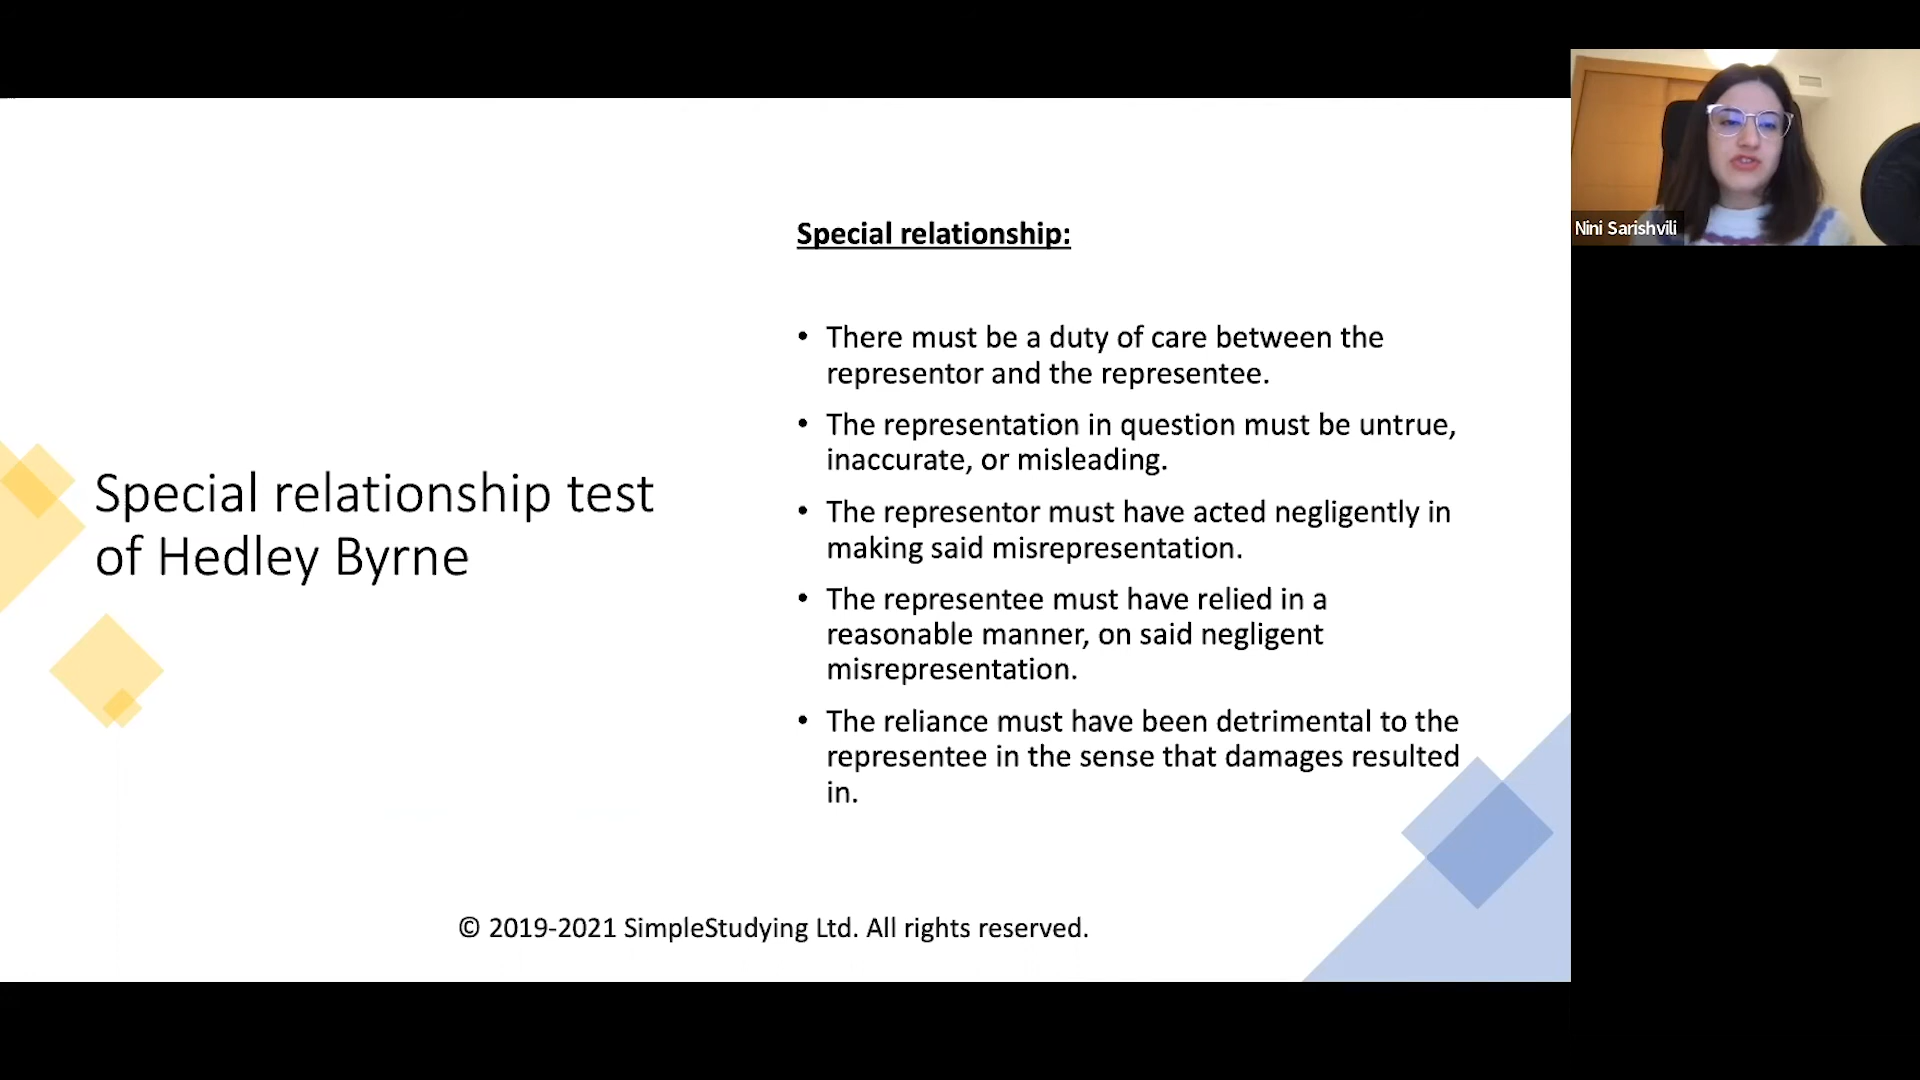 Special relationship test
of Hedley Byrne
Special relationship:
• There must be a duty of care between the
representor and the representee.
• The representation in question must be untrue,
inaccurate, or misleading.
• The representor must have acted negligently in
making said misrepresentation.
• The representee must have relied in a
reasonable manner, on said negligent
misrepresentation.
• The reliance must have been detrimental to the
representee in the sense that damages resulted
in.
© 2019-2021 SimpleStudying Ltd. All rights reserved.
Nini Sarishvili